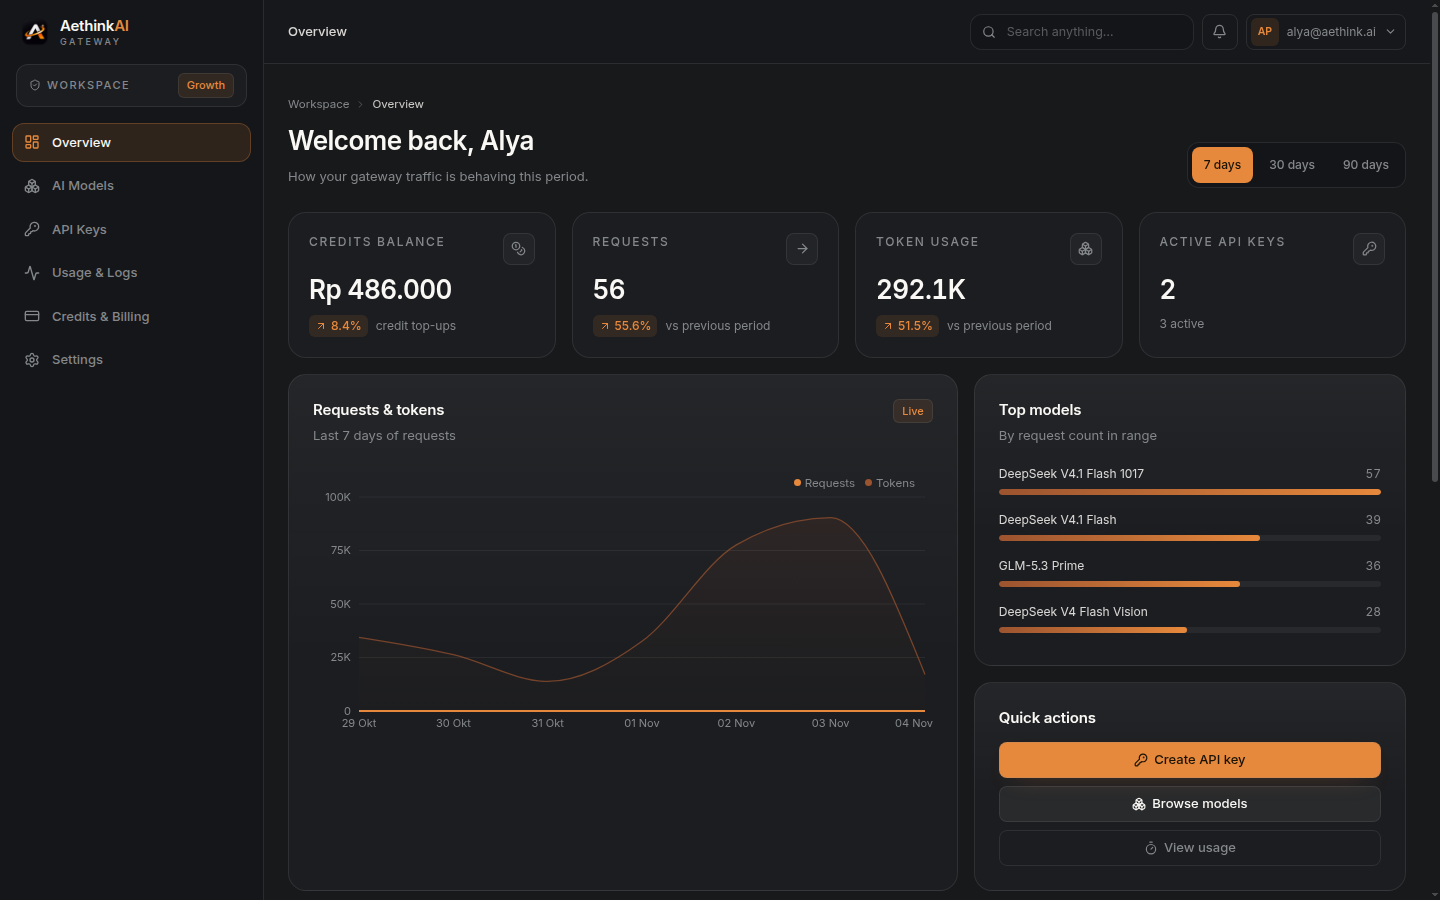 AethinkAI
GATEWAY
WORKSPACE
Growth
Overview
AI Models
API Keys
Usage & Logs
Credits & Billing
Settings
Overview
Search anything...
AP
alya@aethink.ai
Workspace
Overview
Welcome back, Alya
How your gateway traffic is behaving this period.
7 days
30 days
90 days
CREDITS BALANCE
Rp 486.000
8.4%
credit top-ups
REQUESTS
56
55.6%
vs previous period
TOKEN USAGE
292.1K
51.5%
vs previous period
ACTIVE API KEYS
2
3 active
Requests & tokens
Live
Last 7 days of requests
Requests
Tokens
100K
75K
50K
25K
0
29 Okt
30 Okt
31 Okt
01 Nov
02 Nov
03 Nov
04 Nov
Top models
By request count in range
DeepSeek V4.1 Flash 1017
57
DeepSeek V4.1 Flash
39
GLM-5.3 Prime
36
DeepSeek V4 Flash Vision
28
Quick actions
Create API key
Browse models
View usage